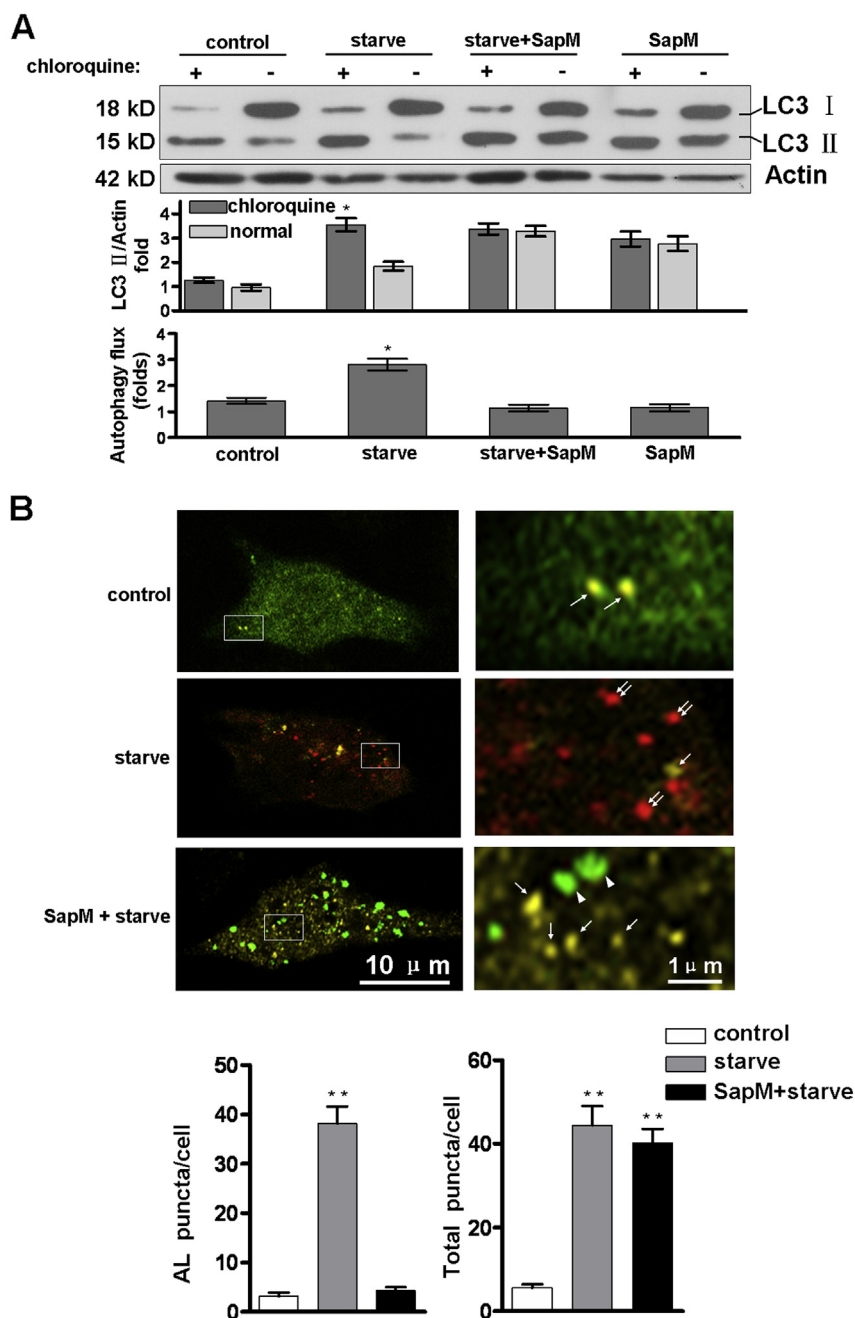 A
control starve starve+SapM SapM
chloroquine: + - + - + - + -
18 kD LC3 Ⅰ
15 kD LC3 Ⅱ
42 kD Actin
LC3 Ⅱ/Actin
fold
4
3
2
1
0
chloroquine
normal
*
Autophagy flux
(folds)
4
3
2
1
0
*
control starve starve+SapM SapM
B
control
starve
SapM + starve
10 μm
1 μm
AL puncta/cell
50
40
30
20
10
0
**
Total puncta/cell
60
40
20
0
**
**
control
starve
SapM+starve